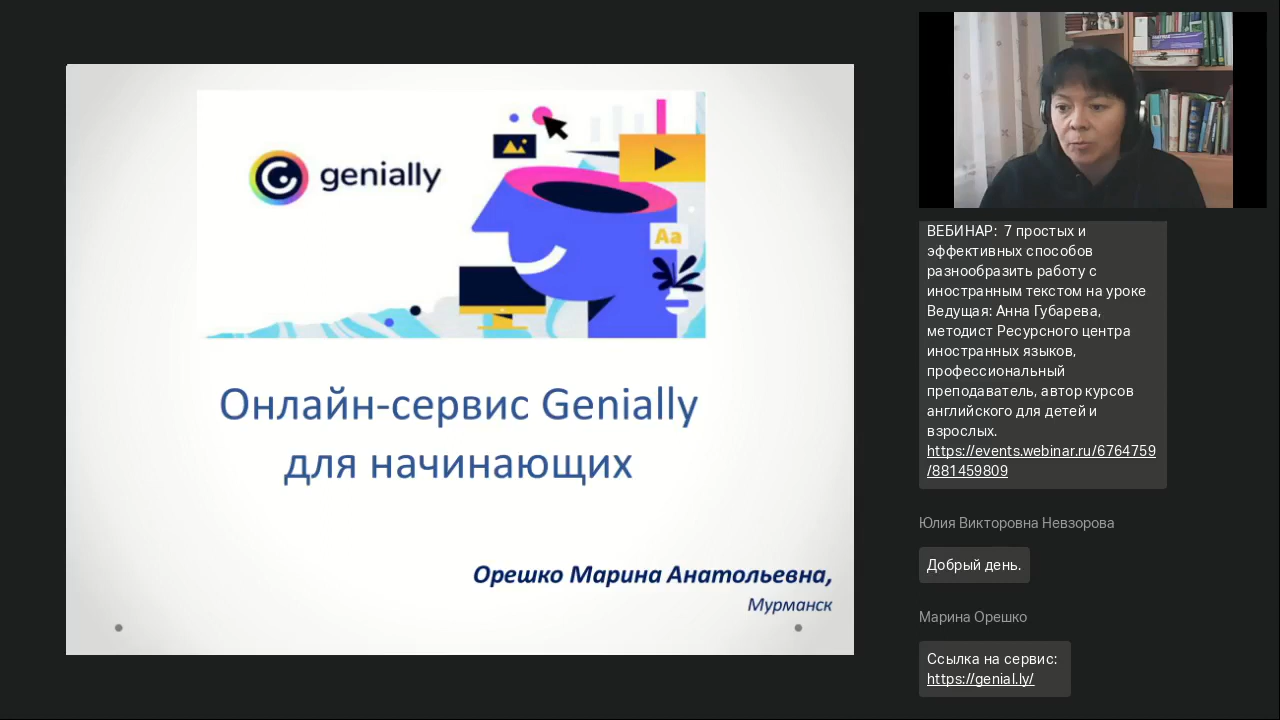 genially
Aa
Онлайн-сервис Genially
для начинающих
Орешко Марина Анатольевна,
Мурманск
ВЕБИНАР: 7 простых и
эффективных способов
разнообразить работу с
иностранным текстом на уроке
Ведущая: Анна Губарева,
методист Ресурсного центра
иностранных языков,
профессиональный
преподаватель, автор курсов
английского для детей и
взрослых.
https://events.webinar.ru/6764759
/881459809
Юлия Викторовна Невзорова
Добрый день.
Марина Орешко
Ссылка на сервис:
https://genial.ly/